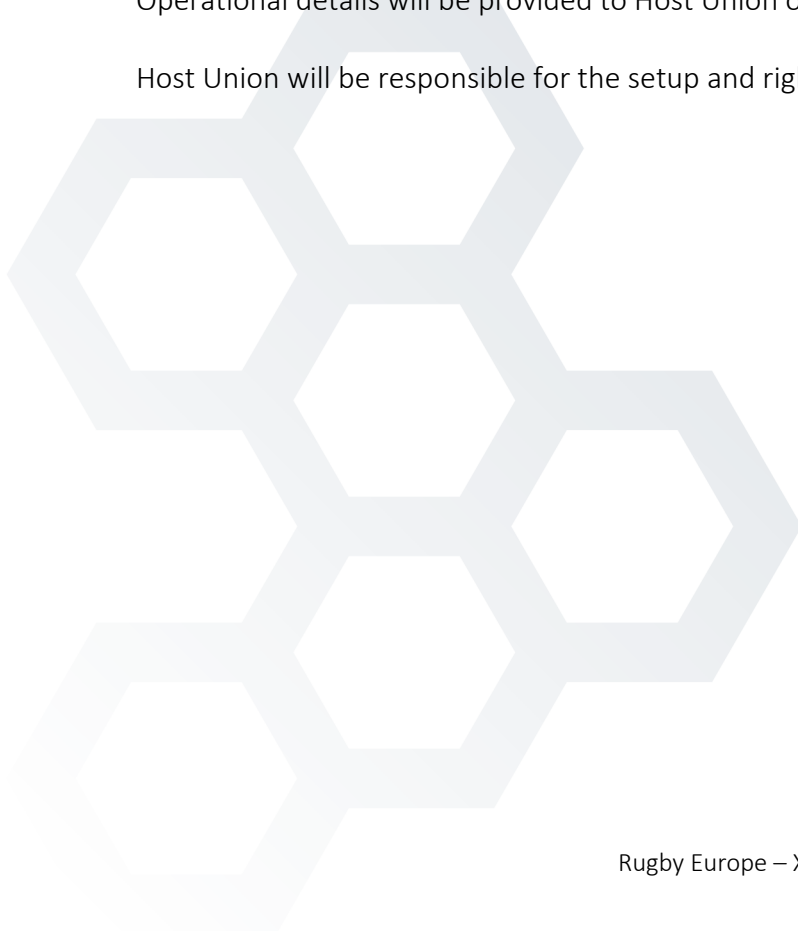 Operational details will be provided to Host Union
Host Union will be responsible for the setup and
Rugby Europe –